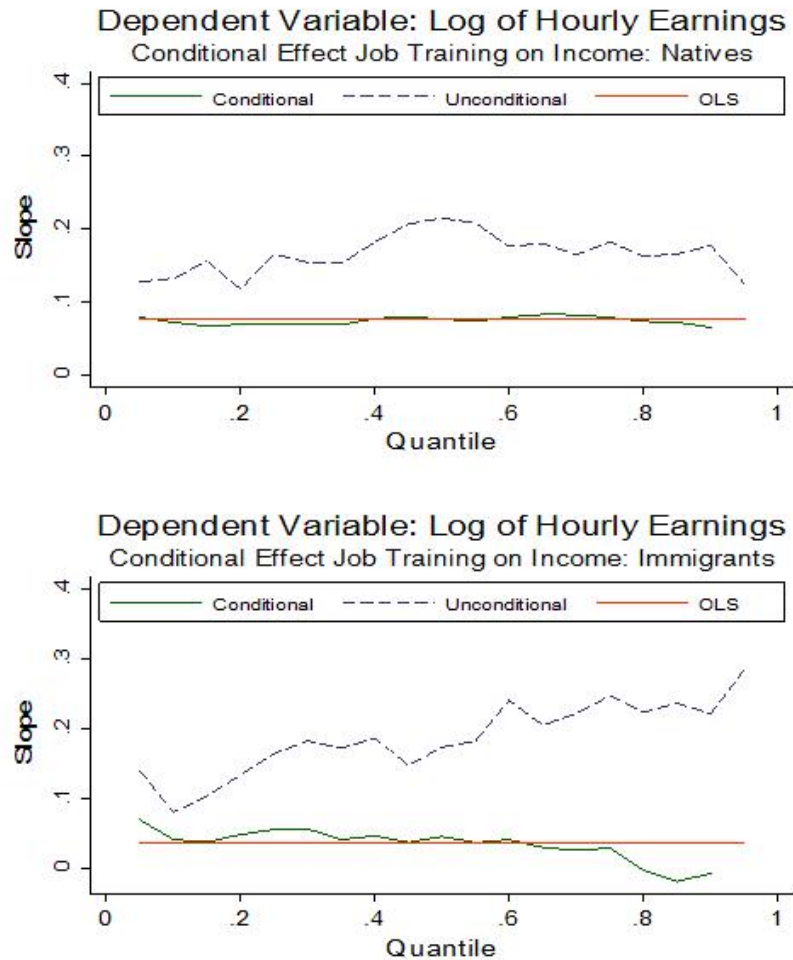 Dependent Variable: Log of Hourly Earnings
Conditional Effect Job Training on Income: Natives
Conditional Unconditional OLS
.4
.3
.2
.1
0
Slope
0 .2 .4 .6 .8 1
Quantile
Dependent Variable: Log of Hourly Earnings
Conditional Effect Job Training on Income: Immigrants
Conditional Unconditional OLS
.4
.3
.2
.1
0
Slope
0 .2 .4 .6 .8 1
Quantile